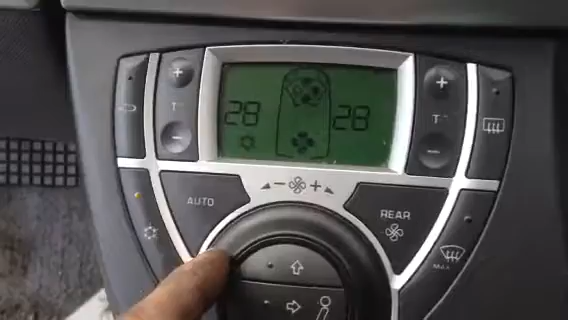 28 28
+ T° - + T° -
AUTO - + REAR
MAX